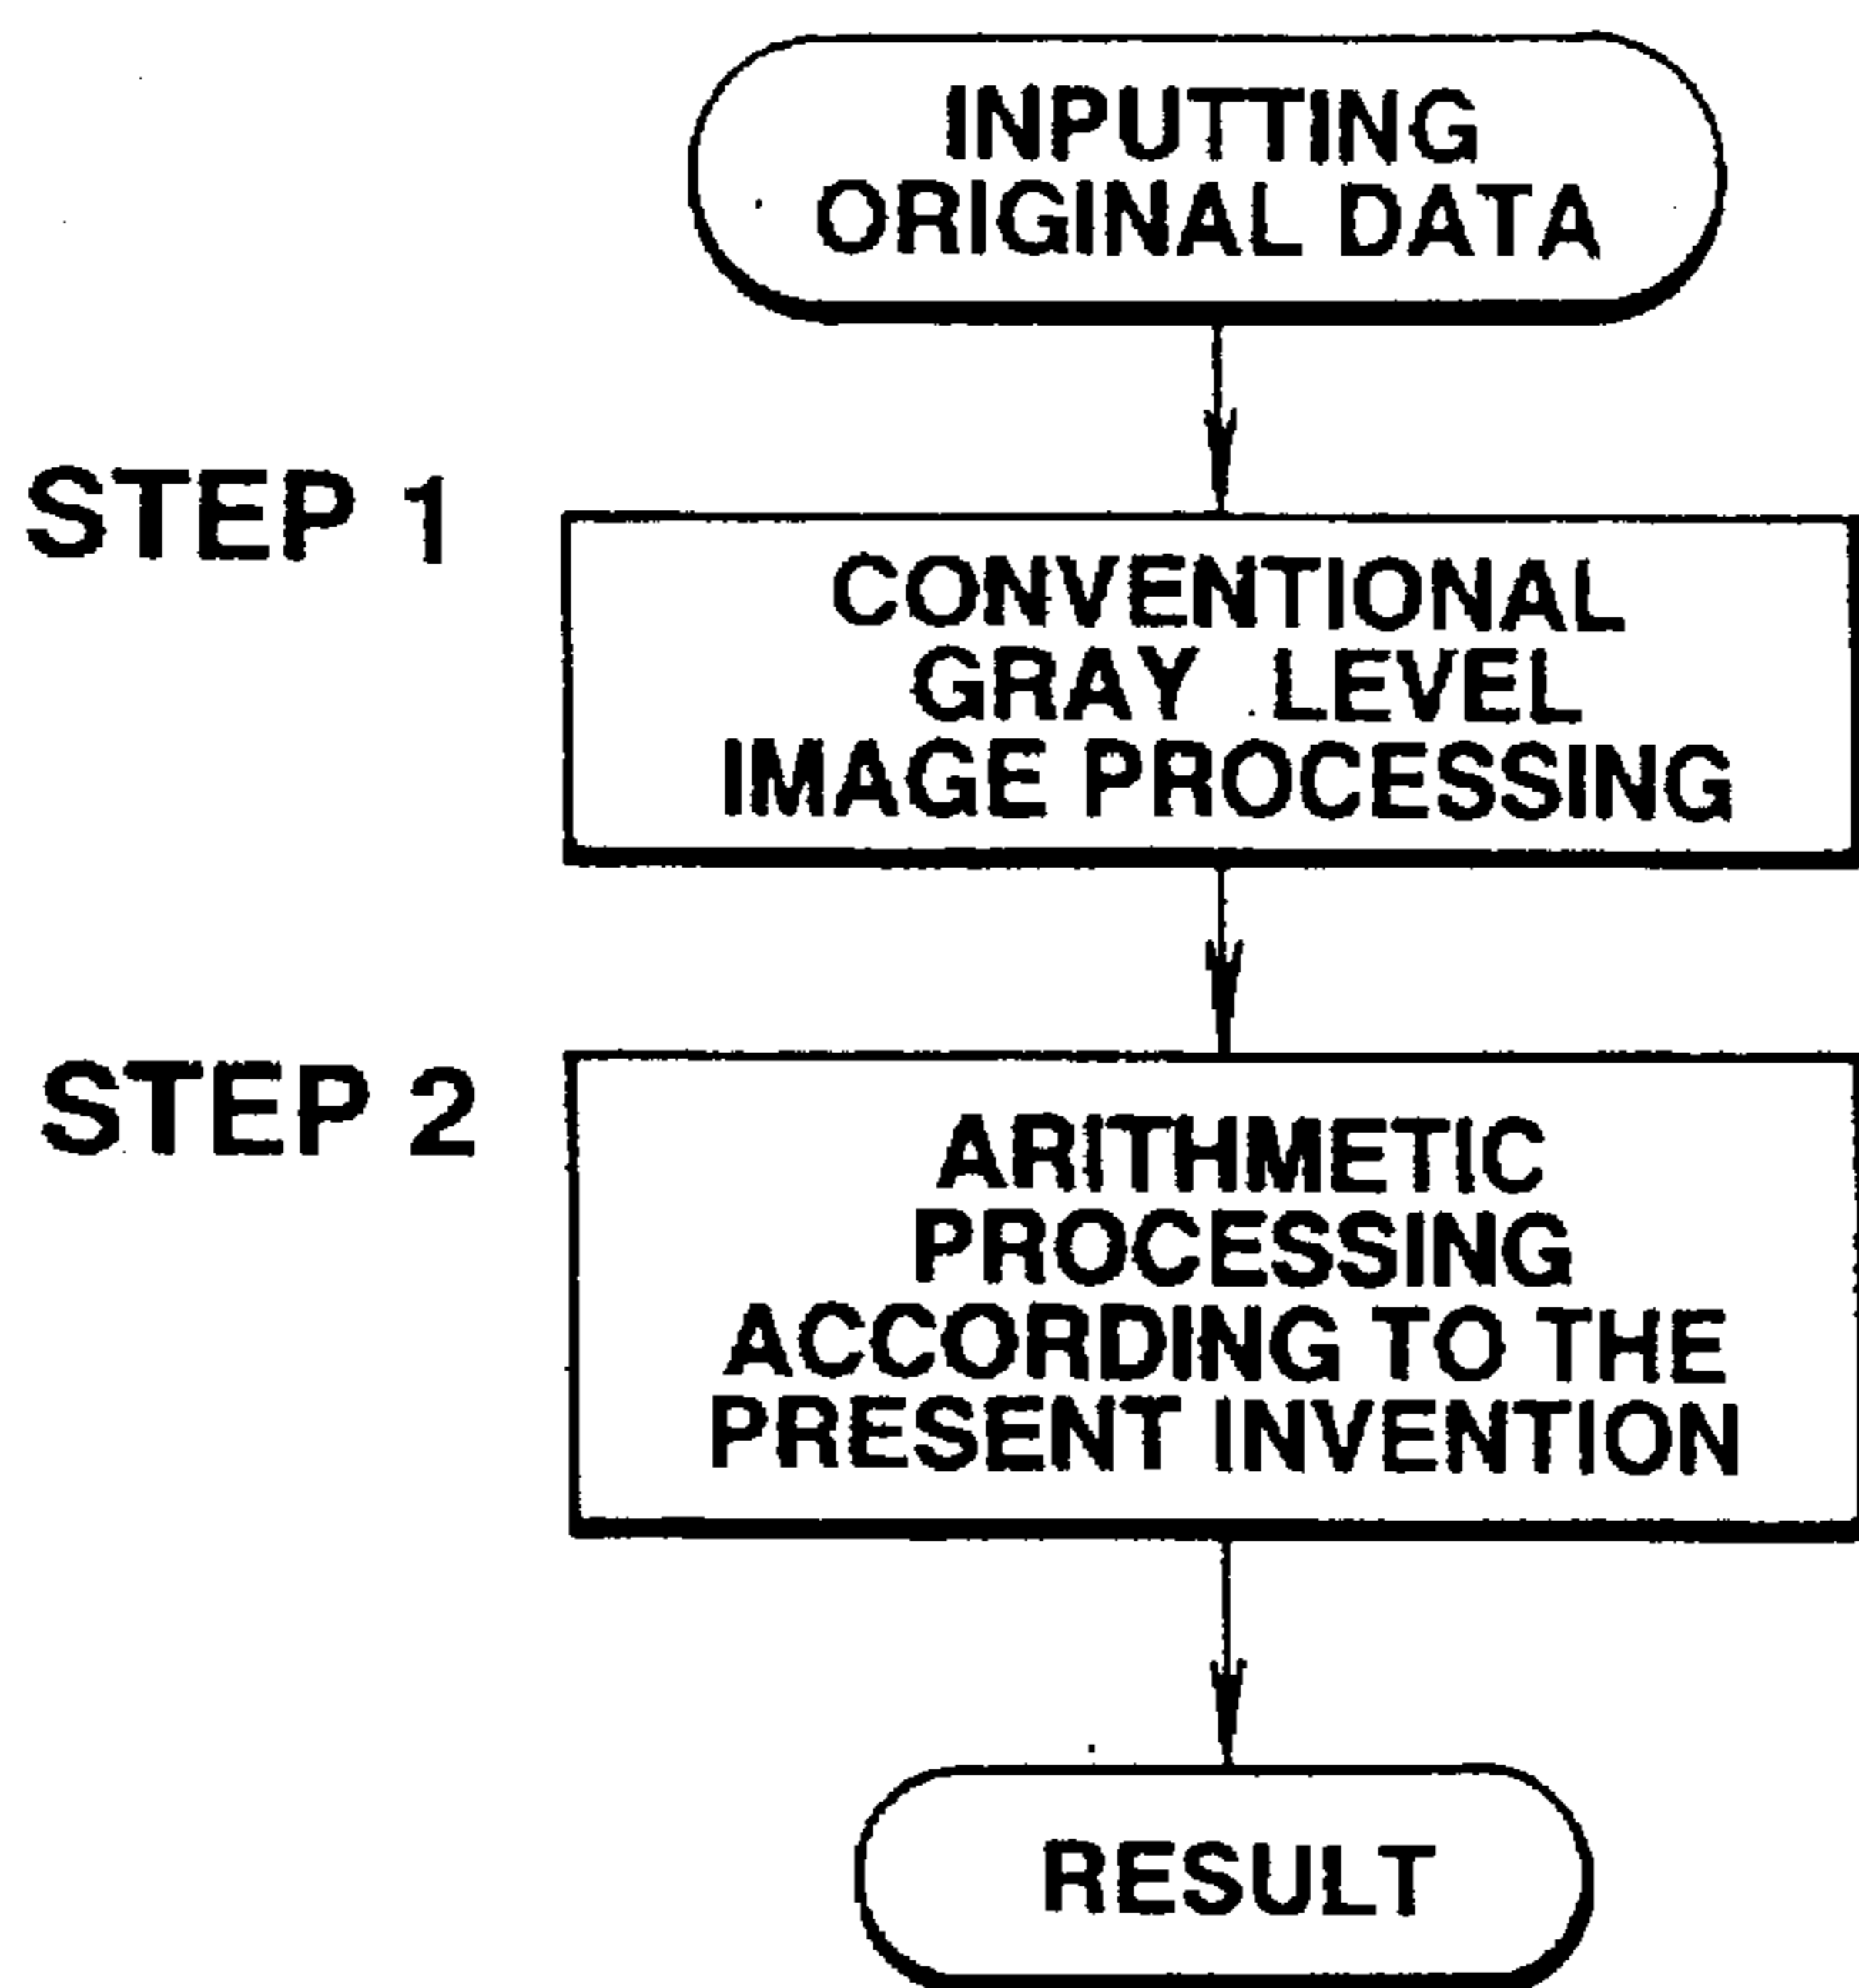 INPUTTING
ORIGINAL DATA
STEP 1
CONVENTIONAL
GRAY LEVEL
IMAGE PROCESSING
STEP 2
ARITHMETIC
PROCESSING
ACCORDING TO THE
PRESENT INVENTION
RESULT